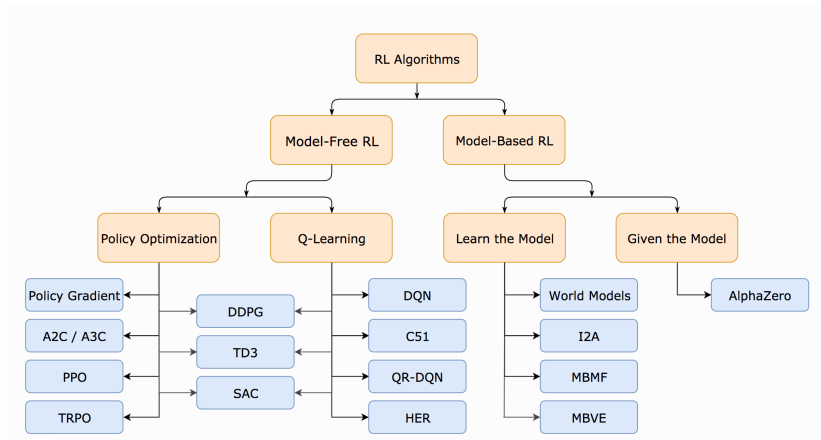 RL Algorithms
Model-Free RL
Model-Based RL
Policy Optimization
Q-Learning
Learn the Model
Given the Model
Policy Gradient
A2C / A3C
PPO
TRPO
DDPG
TD3
SAC
DQN
C51
QR-DQN
HER
World Models
I2A
MBMF
MBVE
AlphaZero